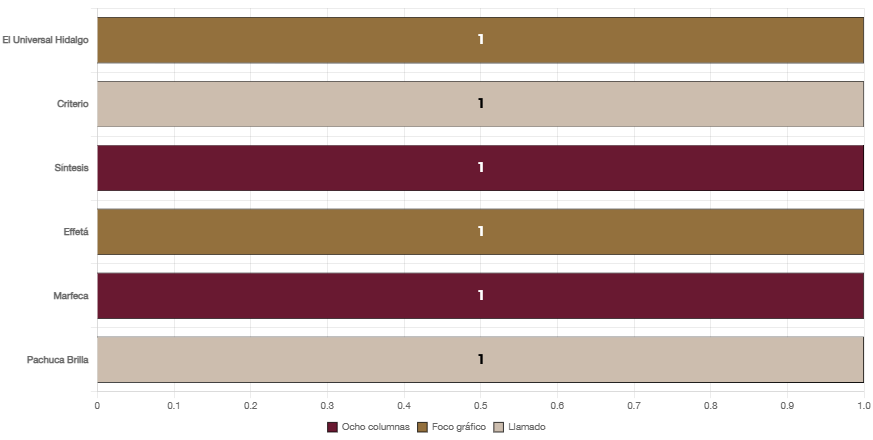 El Universal Hidalgo
1
Criterio
1
Síntesis
1
Effetá
1
Marfeca
1
Pachuca Brilla
1
0 0.1 0.2 0.3 0.4 0.5 0.6 0.7 0.8 0.9 1.0
Ocho columnas Foco gráfico Llamado